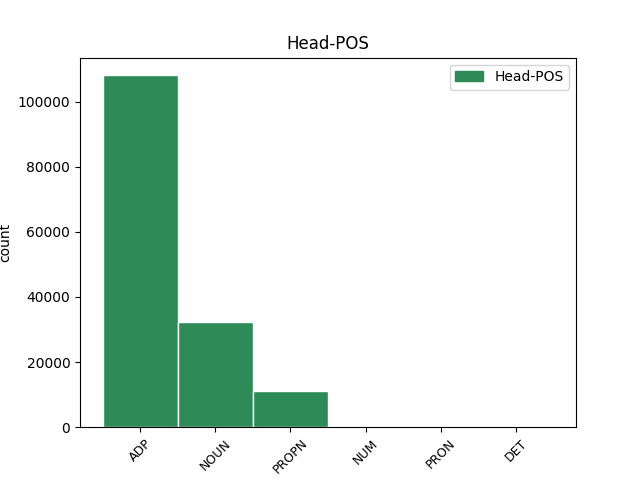 Head-POS
Head-POS
100000
80000
60000
40000
20000
0
count
ADP
NOUN
PROPN
NUM
PRON
DET